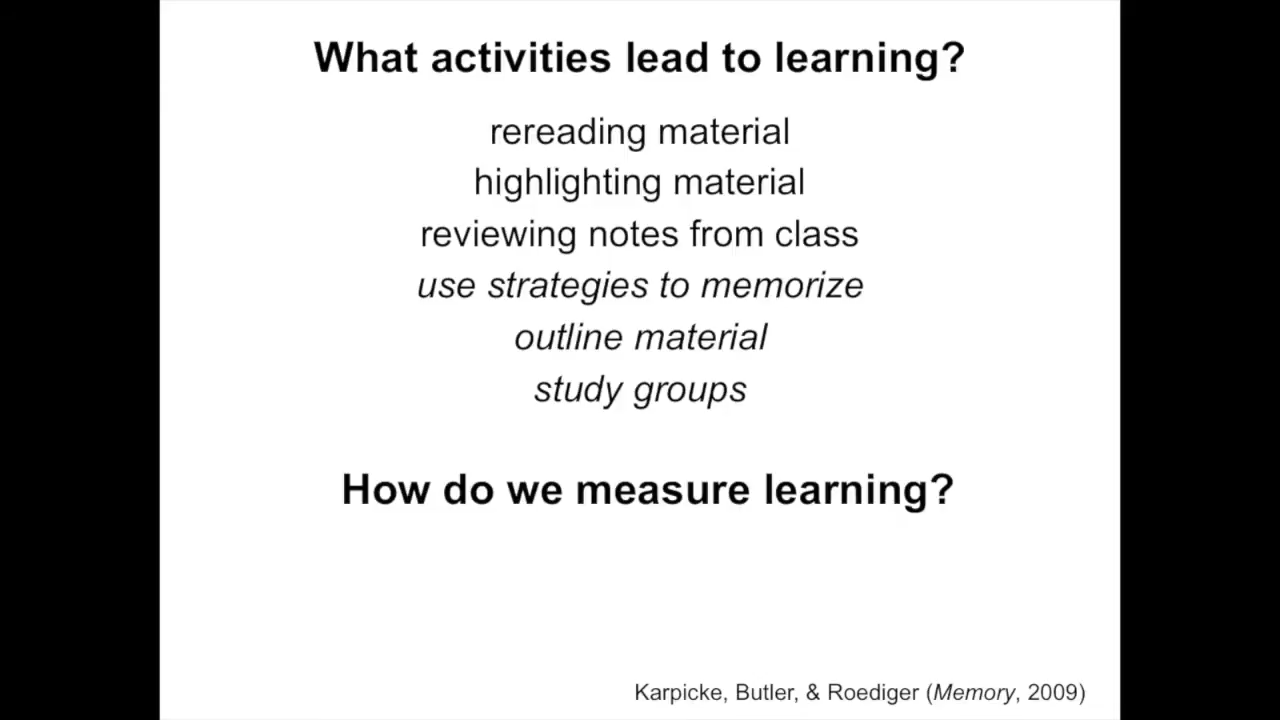 What activities lead to learning?
rereading material
highlighting material
reviewing notes from class
use strategies to memorize
outline material
study groups
How do we measure learning?
Karpicke, Butler, & Roediger (Memory, 2009)